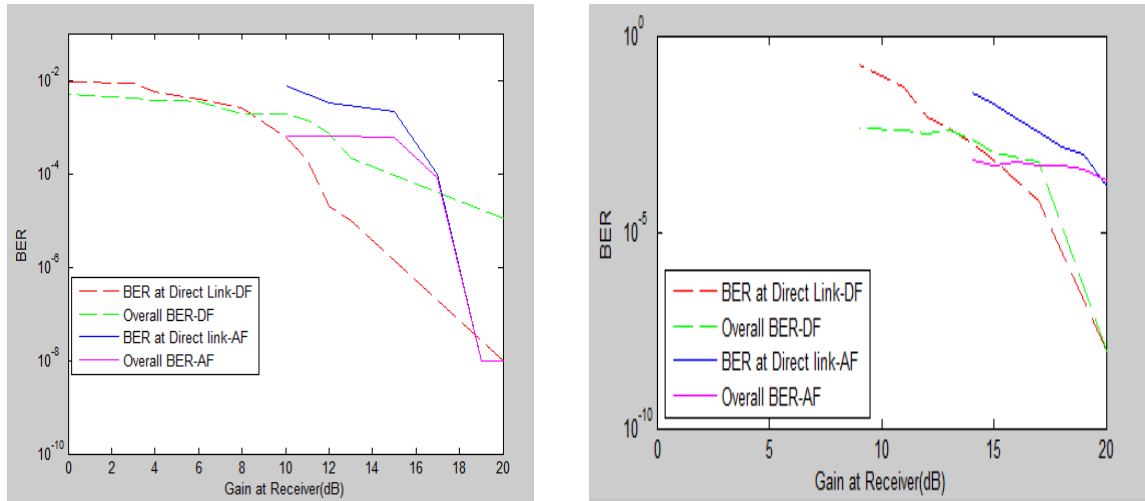 10^-2
10^-4
10^-6
10^-8
10^-10
BER
BER at Direct Link-DF
Overall BER-DF
BER at Direct link-AF
Overall BER-AF
0 2 4 6 8 10 12 14 16 18 20
Gain at Receiver(dB)
10^0
10^-5
10^-10
BER
BER at Direct Link-DF
Overall BER-DF
BER at Direct link-AF
Overall BER-AF
0 5 10 15 20
Gain at Receiver(dB)